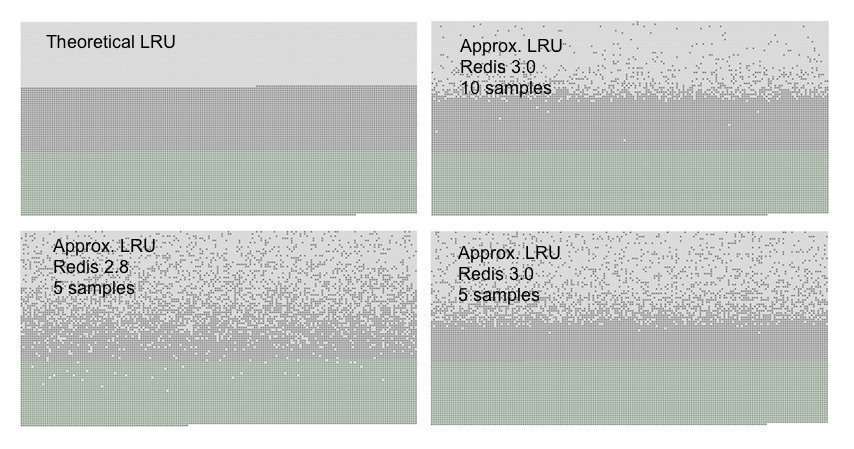 Theoretical LRU
Approx. LRU
Redis 3.0
10 samples
Approx. LRU
Redis 2.8
5 samples
Approx. LRU
Redis 3.0
5 samples